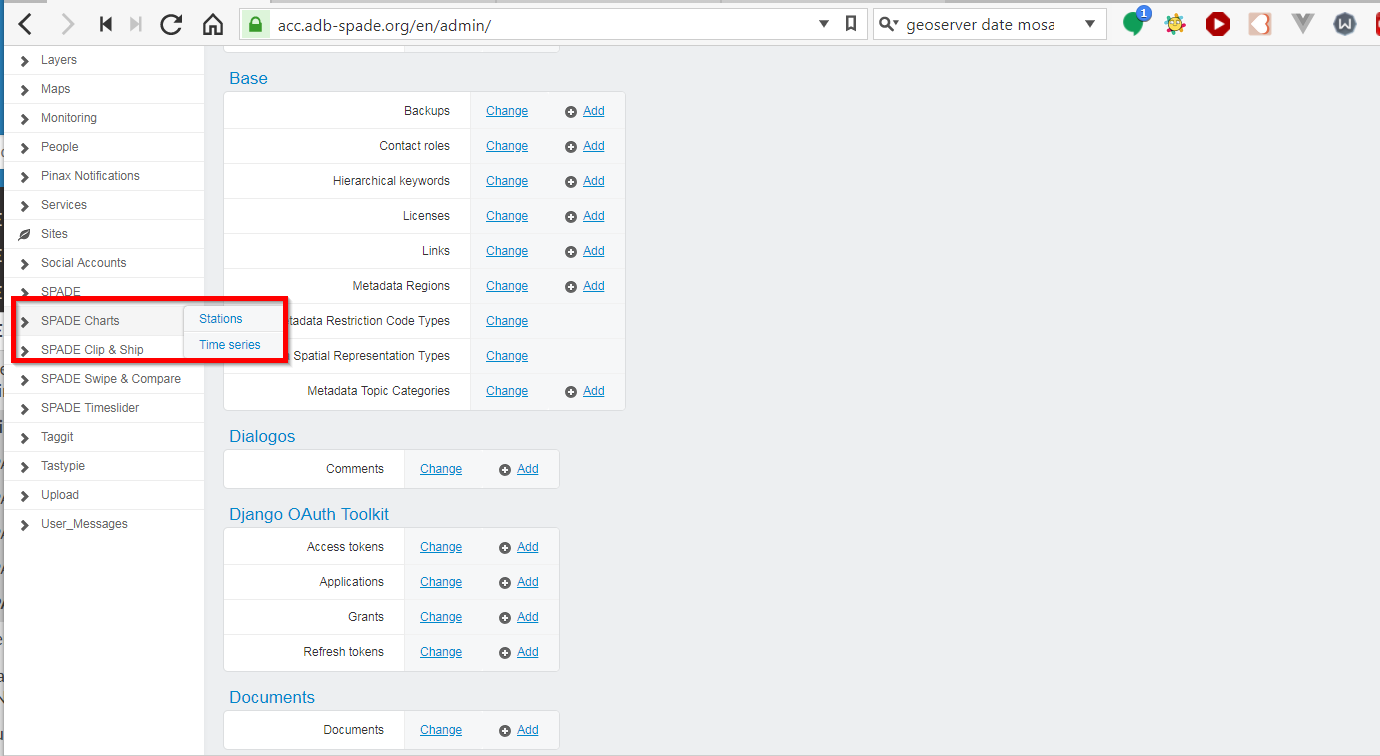 acc.adb-spade.org/en/admin/
geoserver date mosa
1
Layers
Maps
Monitoring
People
Pinax Notifications
Services
Sites
Social Accounts
SPADE
SPADE Charts
Stations
Time series
SPADE Clip & Ship
SPADE Swipe & Compare
SPADE Timeslider
Taggit
Tastypie
Upload
User_Messages
Base
Backups Change Add
Contact roles Change Add
Hierarchical keywords Change Add
Licenses Change Add
Links Change Add
Metadata Regions Change Add
tadata Restriction Code Types Change
Spatial Representation Types Change
Metadata Topic Categories Change Add
Dialogos
Comments Change Add
Django OAuth Toolkit
Access tokens Change Add
Applications Change Add
Grants Change Add
Refresh tokens Change Add
Documents
Documents Change Add